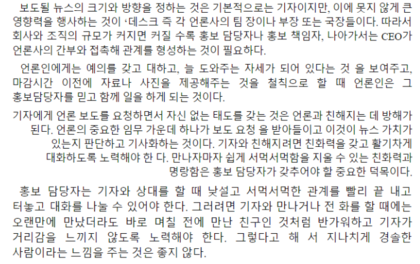 보도될 뉴스의 크기와 방향을 정하는 것은 기본적으로는 기자이지만, 이에 못지 않게 큰
영향력을 행사하는 것이 ·데스크 즉 각 언론사의 팀 장이나 부장 또는 국장들이다. 따라서
회사와 조직의 규모가 커지면 커질 수록 홍보 담당자나 홍보 책임자, 나아가서는 CEO가
언론사의 간부와 접촉해 관계를 형성하는 것이 필요하다.
언론인에게는 예의를 갖고 대하고, 늘 도와주는 자세가 되어 있다는 것 을 보여주고,
마감시간 이전에 자료나 사진을 제공해주는 것을 철칙으로 할 때 언론인은 그
홍보담당자를 믿고 함께 일을 하게 되는 것이다.
기자에게 언론 보도를 요청하면서 자신 없는 태도를 갖는 것은 언론과 친해지는 데 방해가
된다. 언론의 중요한 임무 가운데 하나가 보도 요청 을 받아들이고 이것이 뉴스 가치가
있는지 판단하고 기사화하는 것이다. 기자와 친해지려면 친화력을 갖고 활기차게
대화하도록 노력해야 한 다. 만나자마자 쉽게 서먹서먹함을 지울 수 있는 친화력과
명랑함은 홍보 담당자가 갖추어야 할 중요한 덕목이다.
홍보 담당자는 기자와 상대를 할 때 낯설고 서먹서먹한 관계를 빨리 끝 내고
터놓고 대화를 나눌 수 있어야 한다. 그러려면 기자와 만나거나 전 화를 할 때에는
오랜만에 만났더라도 바로 며칠 전에 만난 친구인 것처럼 반가워하고 기자가
거리감을 느끼지 않도록 노력해야 한다. 그렇다고 해 서 지나치게 경솔한
사람이라는 느낌을 주는 것은 좋지 않다.